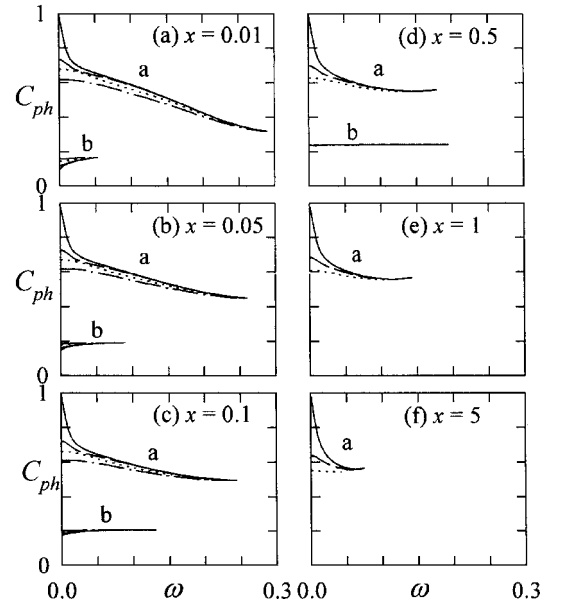 1
(a) x = 0.01
a
C_ph
b
0
(d) x = 0.5
a
b
1
(b) x = 0.05
a
C_ph
b
0
(e) x = 1
a
1
(c) x = 0.1
a
C_ph
b
0
(f) x = 5
a
0.0 ω 0.3 0.0 ω 0.3